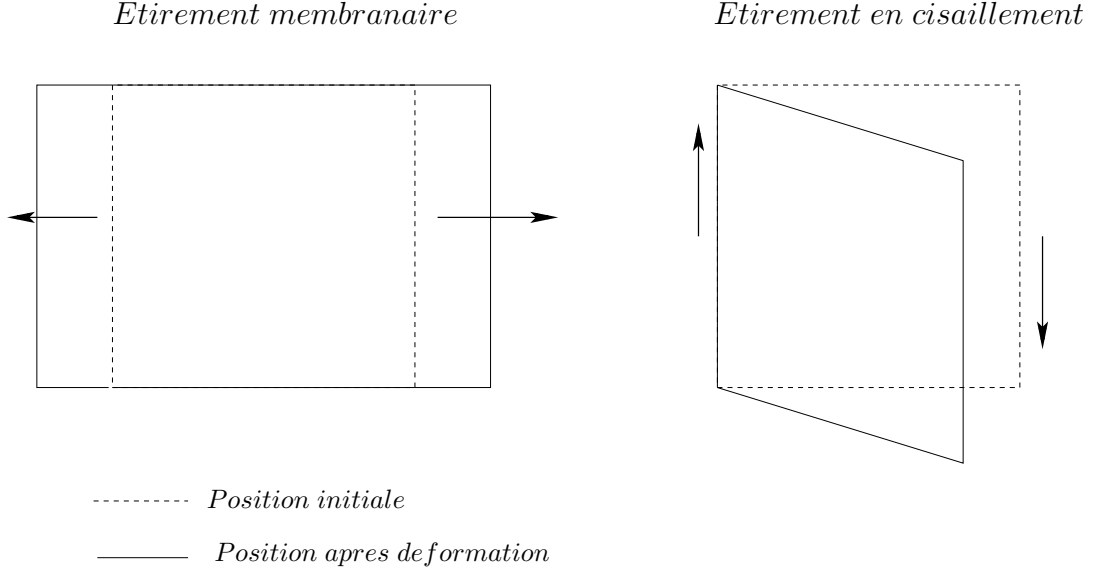 Etirement membranaire
Etirement en cisaillement
Position initiale
Position apres deformation